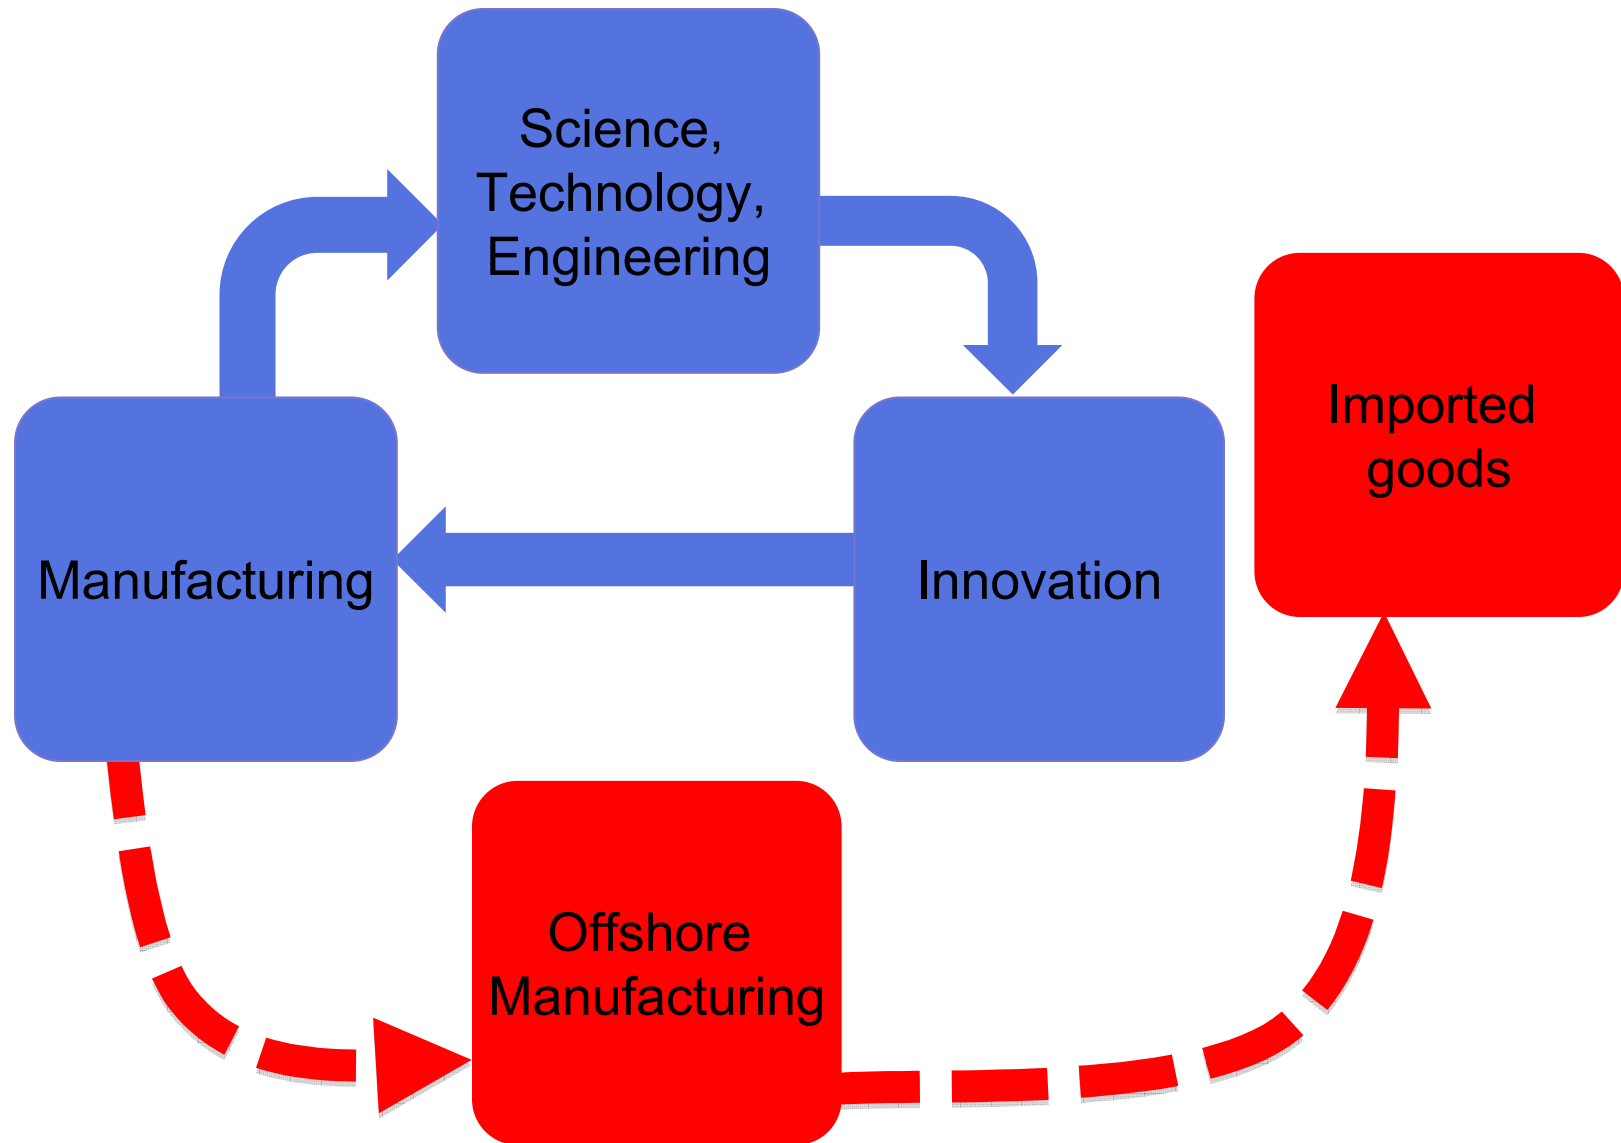 Science,
Technology,
Engineering
Imported
goods
Manufacturing
Innovation
Offshore
Manufacturing